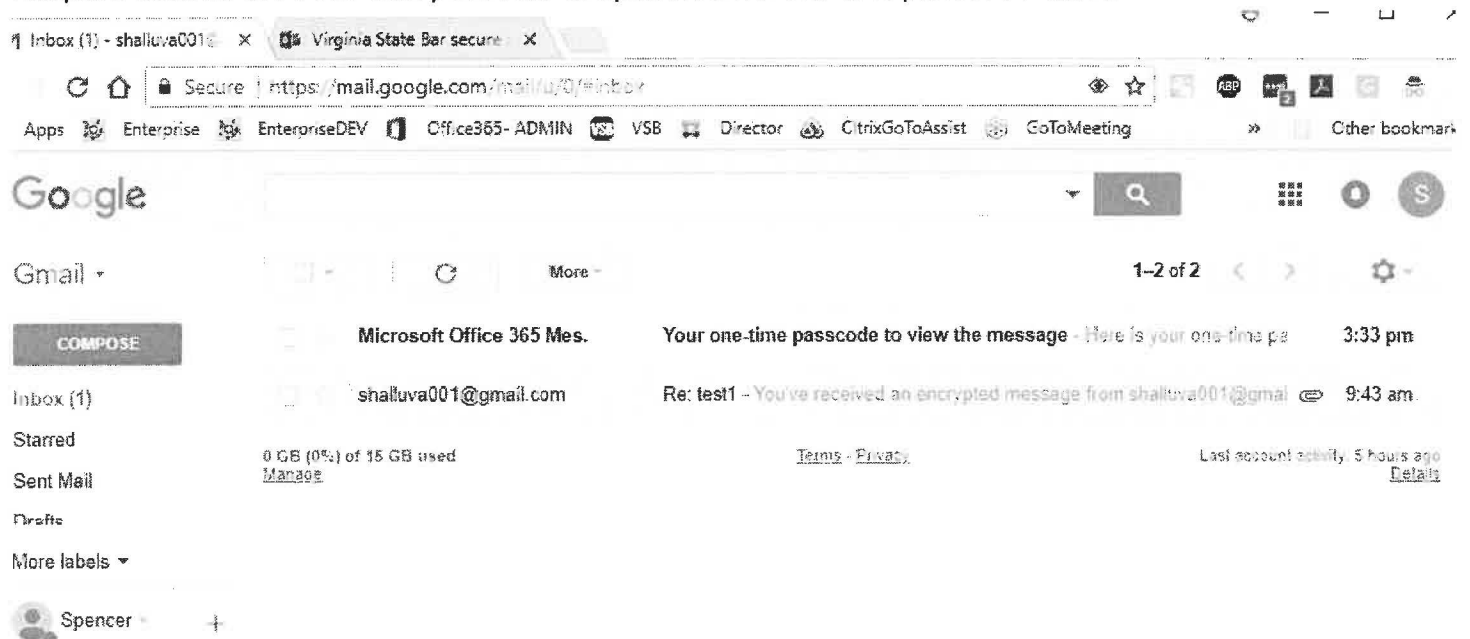 Inbox (1) - shalluva001 × Virginia State Bar secure ×
Secure https://mail.google.com/mail/u/0/#inbox ABP
Apps Enterprise EnterpriseDEV Office365- ADMIN VSB Director CitrixGoToAssist GoToMeeting » Other bookmark
Google S
Gmail More 1–2 of 2
COMPOSE Microsoft Office 365 Mes. Your one-time passcode to view the message - Here is your one-time pa 3:33 pm
Inbox (1) shalluva001@gmail.com Re: test1 - You've received an encrypted message from shalluva001@gmai 9:43 am
Starred
0 GB (0%) of 15 GB used Terms - Privacy Last account activity: 5 hours ago
Manage Details
Sent Mail
Drafts
More labels
Spencer +